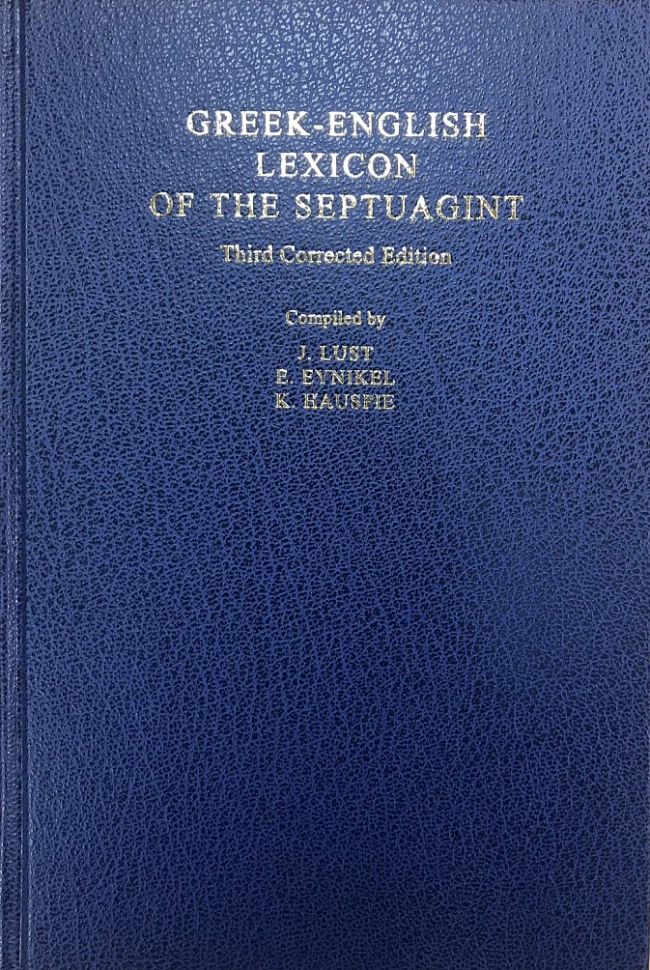 GREEK-ENGLISH
LEXICON
OF THE SEPTUAGINT
Third Corrected Edition
Compiled by
J. LUST
E. EYNIKEL
K. HAUSPIE